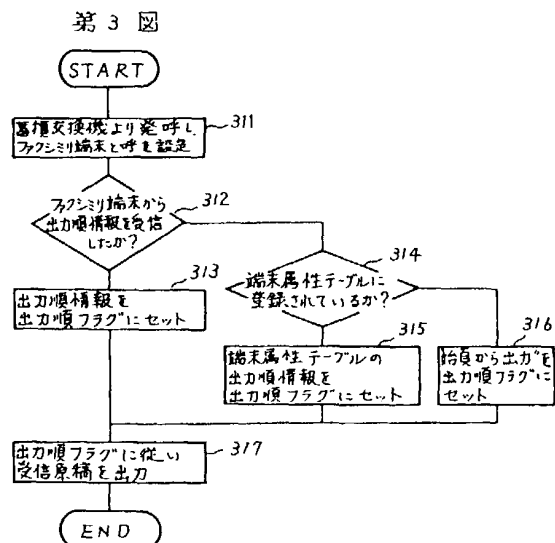 第3図
START
蓄積交換機より発呼し
ファクシミリ端末と呼を設定
311
ファクシミリ端末から
出力順情報を受信
したか?
312
出力順情報を
出力順フラグにセット
313
端末属性テーブルに
登録されているか?
314
端末属性テーブルの
出力順情報を
出力順フラグにセット
315
始頁から出力を
出力順フラグに
セット
316
出力順フラグに従い
受信原稿を出力
317
END